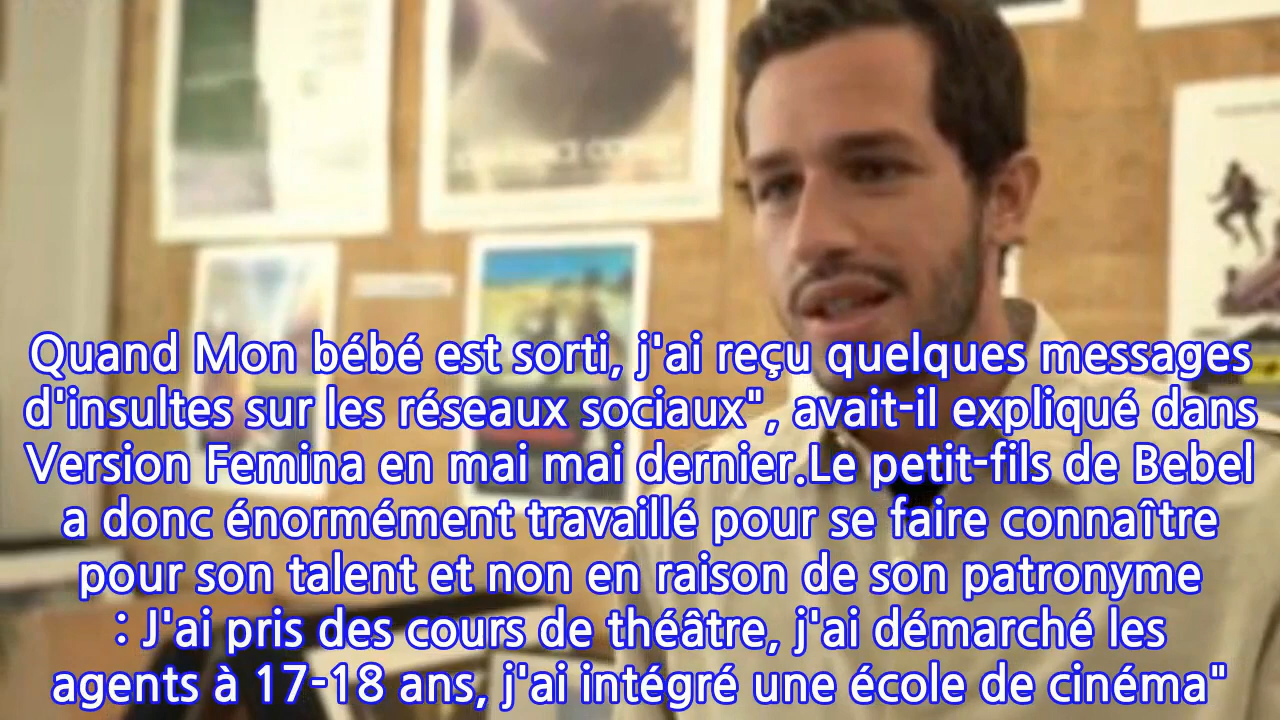 Quand Mon bébé est sorti, j'ai reçu quelques messages
d'insultes sur les réseaux sociaux", avait-il expliqué dans
Version Femina en mai mai dernier.Le petit-fils de Bebel
a donc énormément travaillé pour se faire connaître
pour son talent et non en raison de son patronyme
: J'ai pris des cours de théâtre, j'ai démarché les
agents à 17-18 ans, j'ai intégré une école de cinéma"